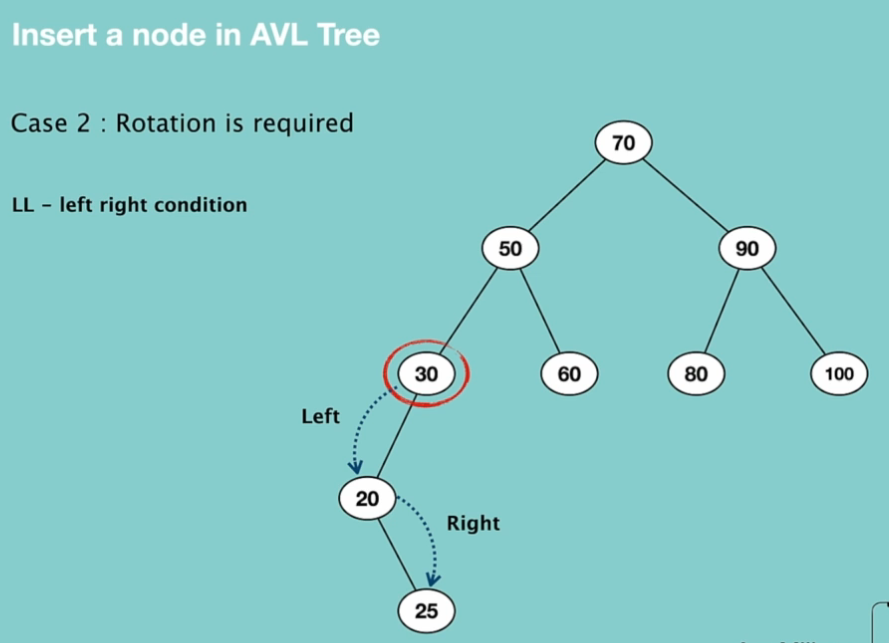 Insert a node in AVL Tree
Case 2 : Rotation is required
70
LL - left right condition
50
90
30
60
80
100
Left
20
Right
25